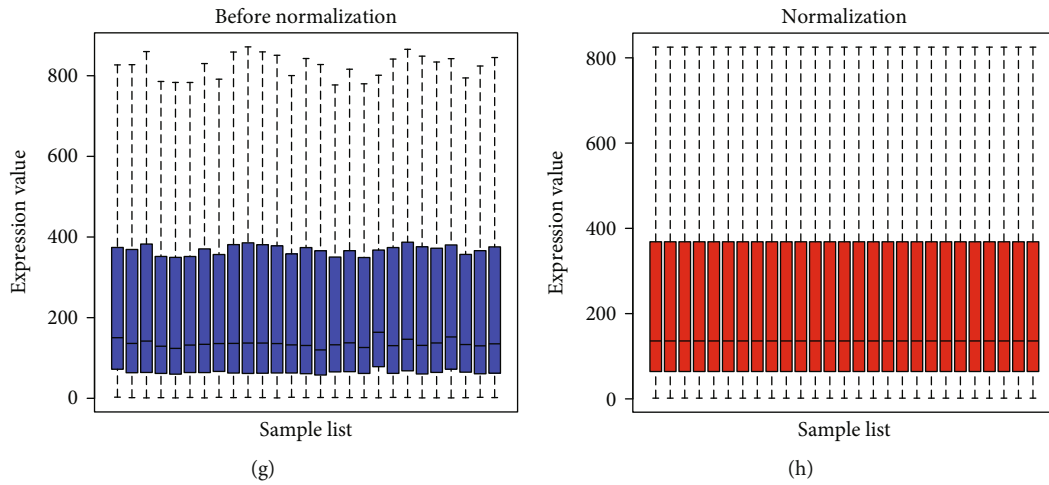 Before normalization
Expression value
800
600
400
200
0
Sample list
(g)
Normalization
Expression value
800
600
400
200
0
Sample list
(h)